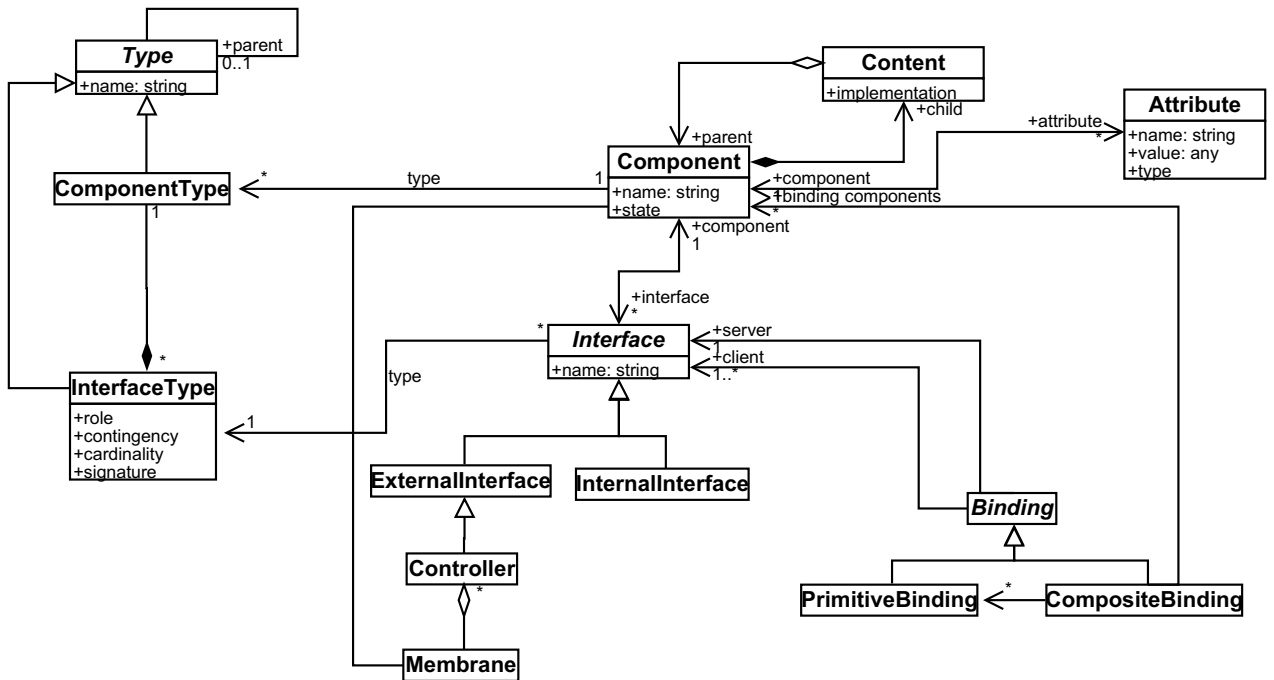 +parent
0..1
Type
+name: string
Content
+implementation
+child
+parent
Attribute
+name: string
+value: any
+type
+attribute
*
Component
+name: string
+state
+component
1
+binding components
*
type
*
1
ComponentType
1
+component
1
+interface
*
Interface
+name: string
*
type
1
+server
1
+client
1..*
*
InterfaceType
+role
+contingency
+cardinality
+signature
ExternalInterface
InternalInterface
Binding
Controller
*
PrimitiveBinding
*
CompositeBinding
Membrane